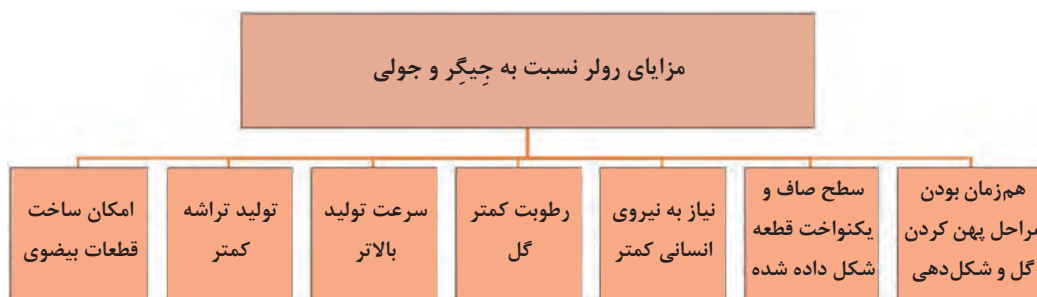 مزایای رولر نسبت به جِیگِر و جولی
هم‌زمان بودن
مراحل پهن کردن
گل و شکل‌دهی
سطح صاف و
یکنواخت قطعه
شکل داده شده
نیاز به نیروی
انسانی کمتر
رطوبت کمتر
گل
سرعت تولید
بالاتر
تولید تراشه
کمتر
امکان ساخت
قطعات بیضوی